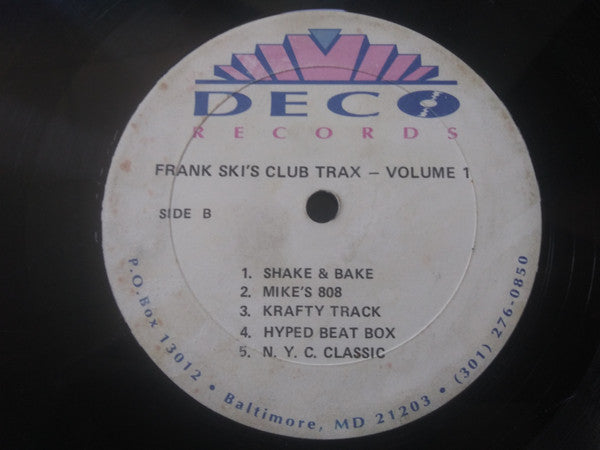 DECO
RECORDS
FRANK SKI'S CLUB TRAX – VOLUME 1
SIDE B
1. SHAKE & BAKE
2. MIKE'S 808
3. KRAFTY TRACK
4. HYPED BEAT BOX
5. N. Y. C. CLASSIC
P.O. Box 13012 • Baltimore, MD 21203 • (301) 276-0850